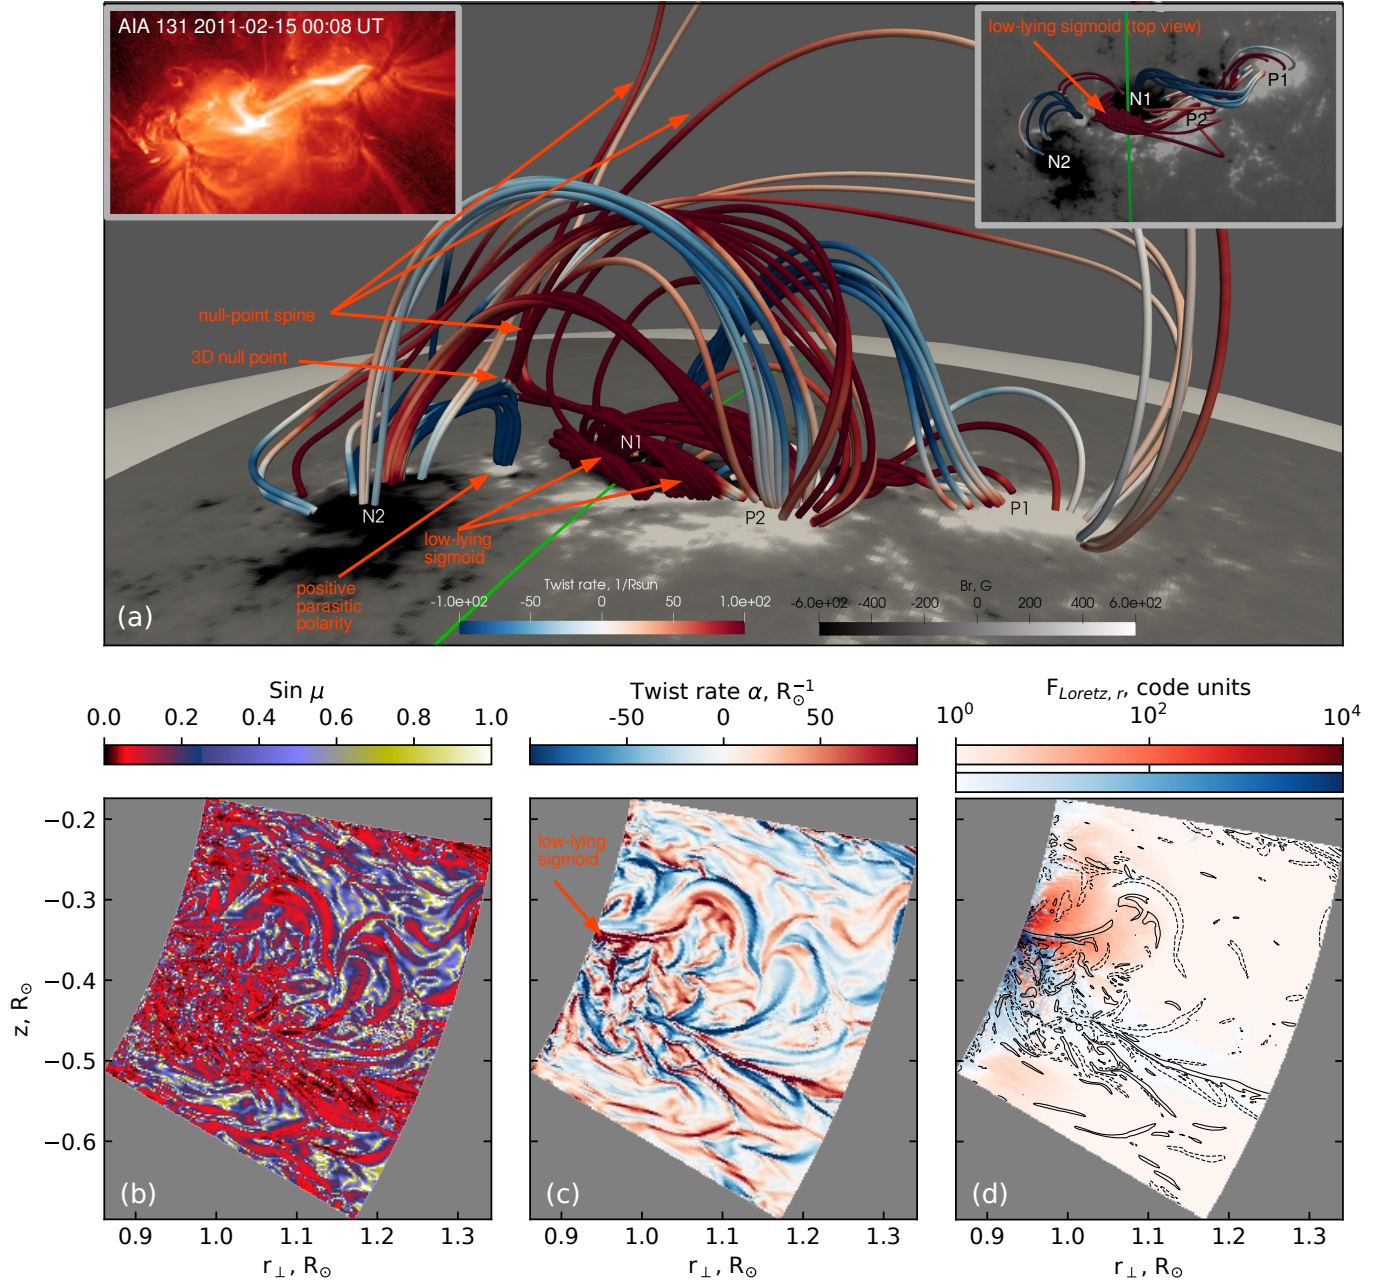 AIA 131 2011-02-15 00:08 UT
low-lying sigmoid (top view)
P1
N1
P2
N2
null-point spine
3D null point
N1
N2
P2
P1
low-lying
sigmoid
positive
parasitic
polarity
(a)
Twist rate, 1/Rsun
-1.0e+02 -50 0 50 1.0e+02
Br, G
-6.0e+02 -400 -200 0 200 400 6.0e+02
Sin μ
0.0 0.2 0.4 0.6 0.8 1.0
Twist rate α, R⊙⁻¹
-50 0 50
F_Loretz, r, code units
10⁰ 10² 10⁴
−0.2
−0.3
−0.4
−0.5
−0.6
z, R⊙
low-lying
sigmoid
(b)
(c)
(d)
0.9 1.0 1.1 1.2 1.3
0.9 1.0 1.1 1.2 1.3
0.9 1.0 1.1 1.2 1.3
r⊥, R⊙
r⊥, R⊙
r⊥, R⊙